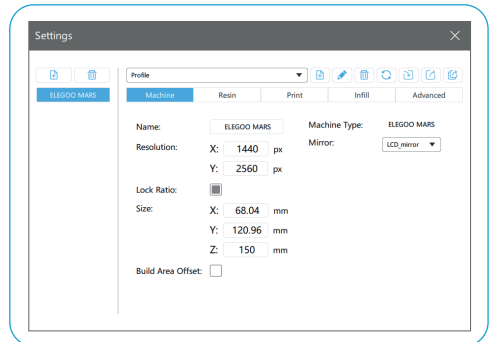 Settings
Profile
ELEGOO MARS
Machine Resin Print Infill Advanced
Name: ELEGOO MARS Machine Type: ELEGOO MARS
Resolution: X: 1440 px Mirror: LCD_mirror
Y: 2560 px
Lock Ratio:
Size: X: 68.04 mm
Y: 120.96 mm
Z: 150 mm
Build Area Offset: